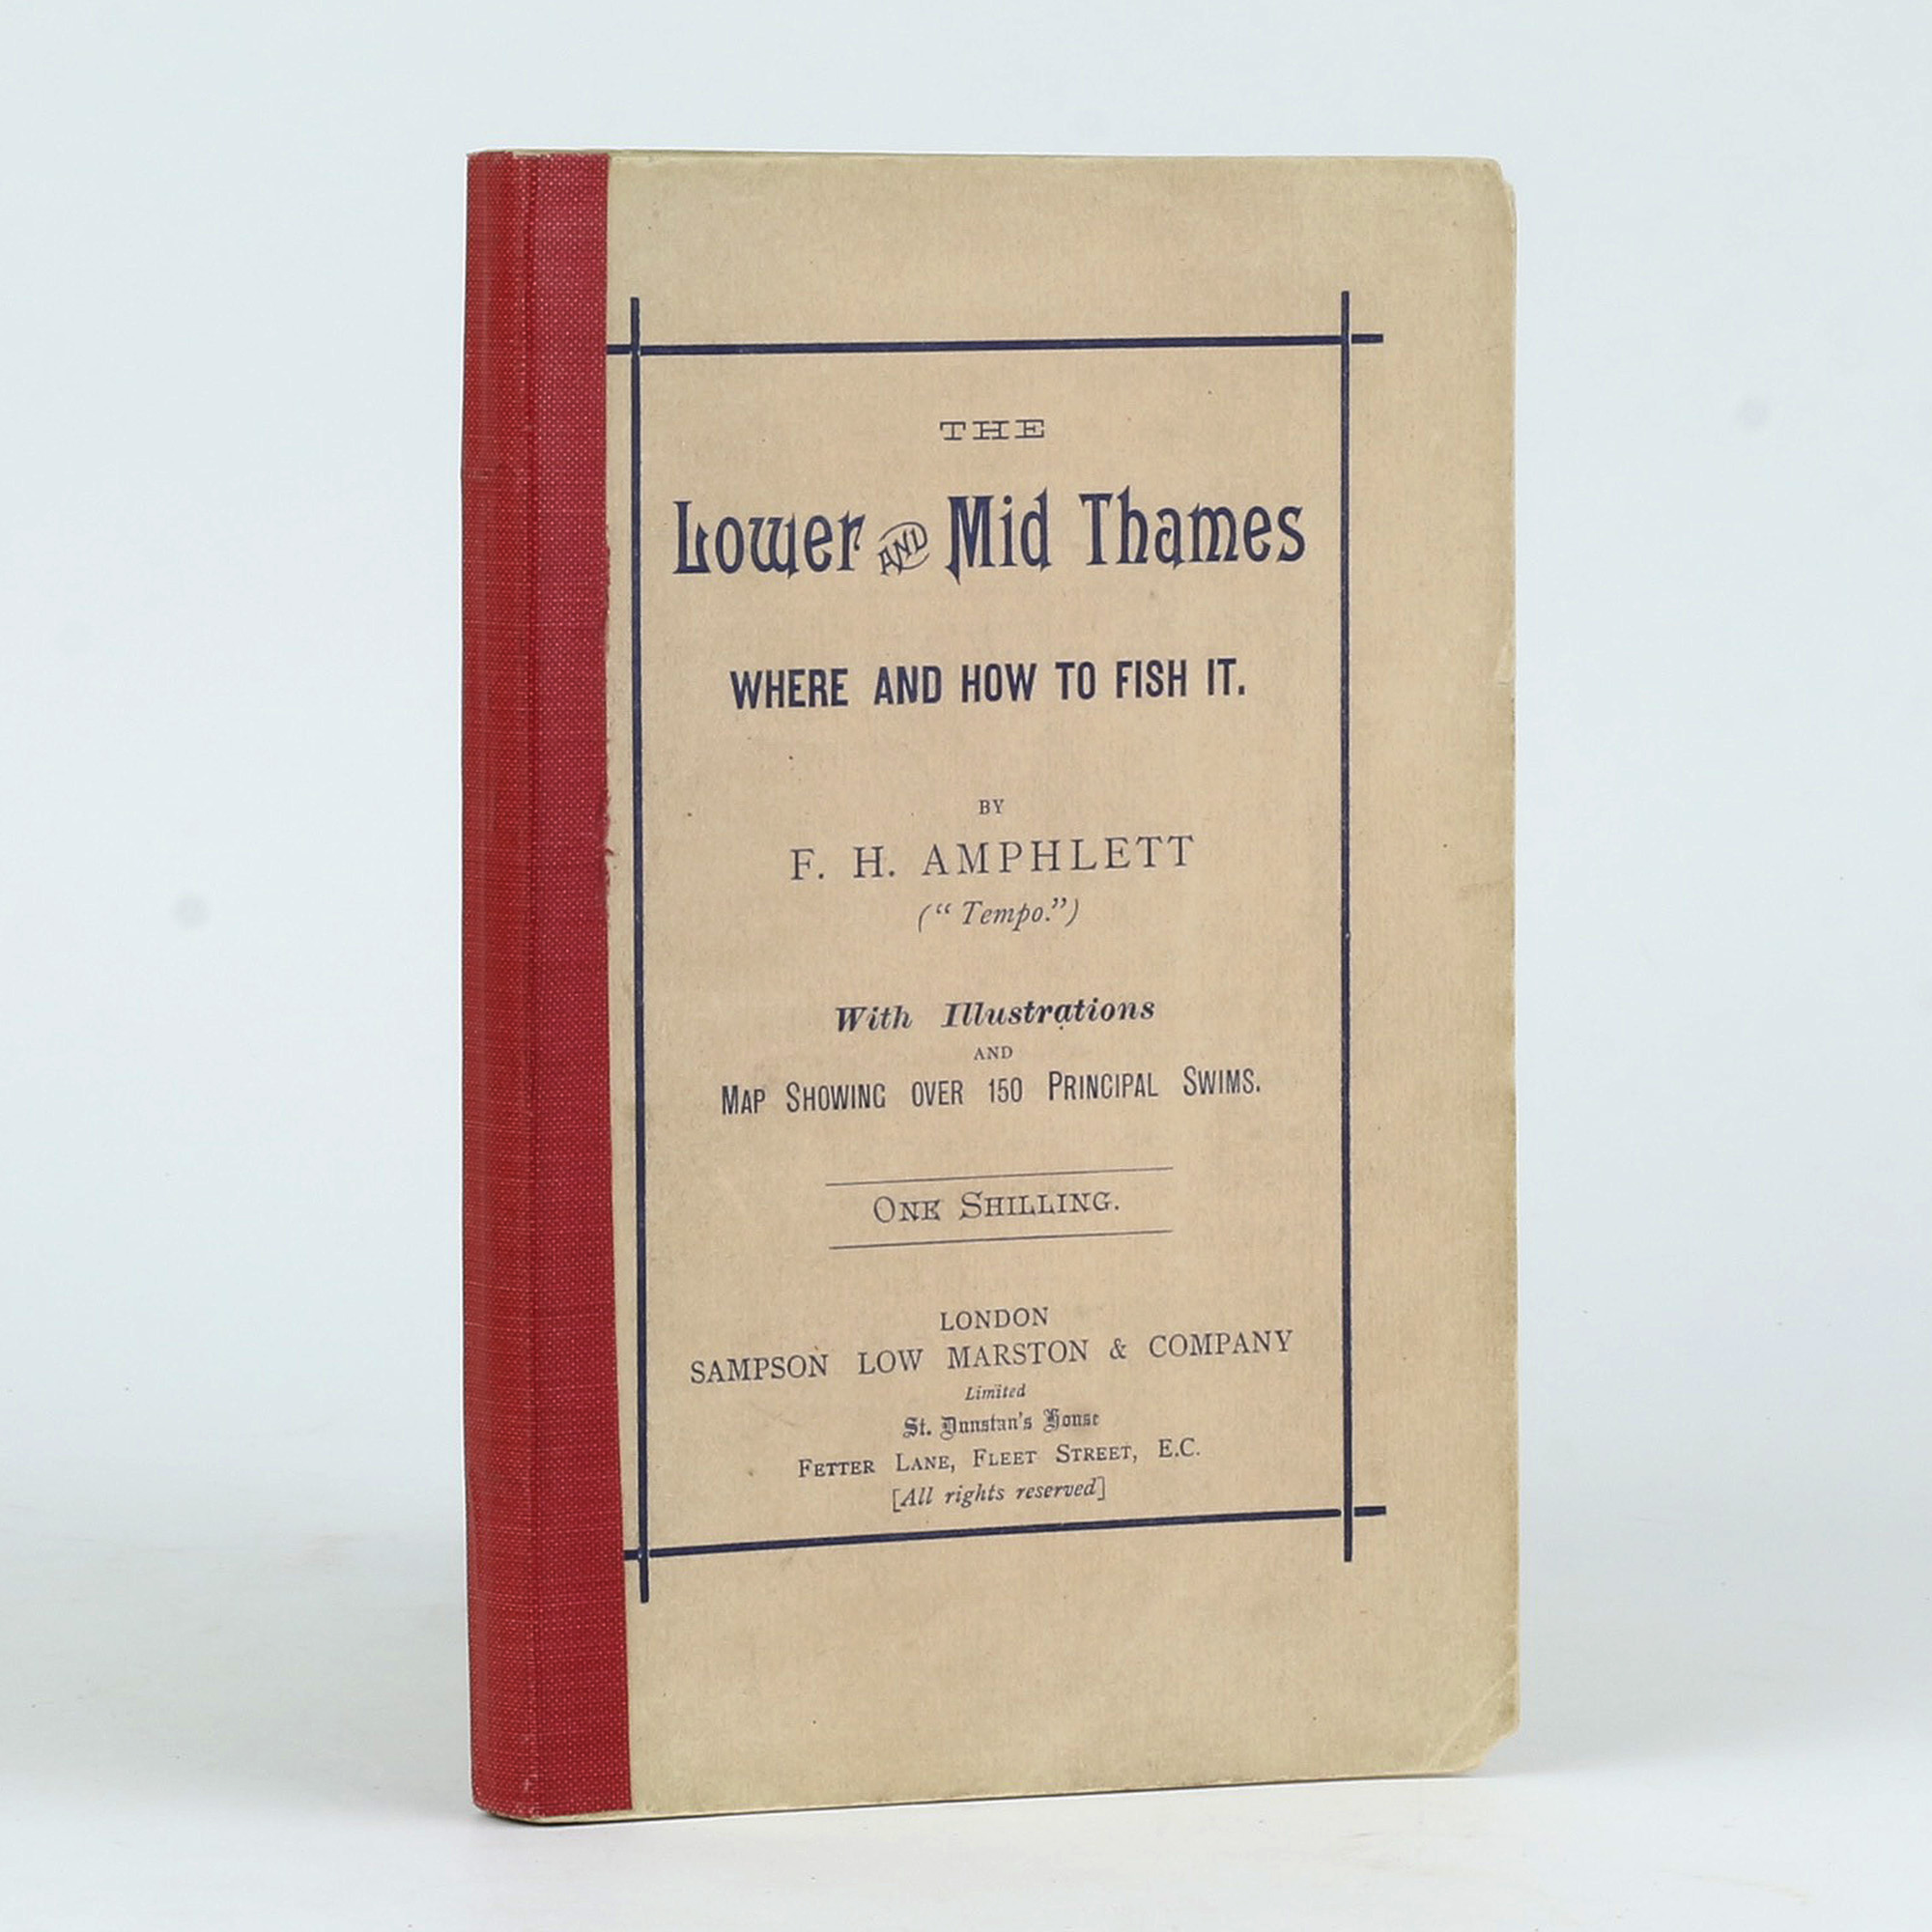 THE
Lower AND Mid Thames
WHERE AND HOW TO FISH IT.
BY
F. H. AMPHLETT
(“Tempo.”)
With Illustrations
AND
MAP SHOWING OVER 150 PRINCIPAL SWIMS.
ONE SHILLING.
LONDON
SAMPSON LOW MARSTON & COMPANY
Limited
St. Dunstan's House
FETTER LANE, FLEET STREET, E.C.
[All rights reserved]